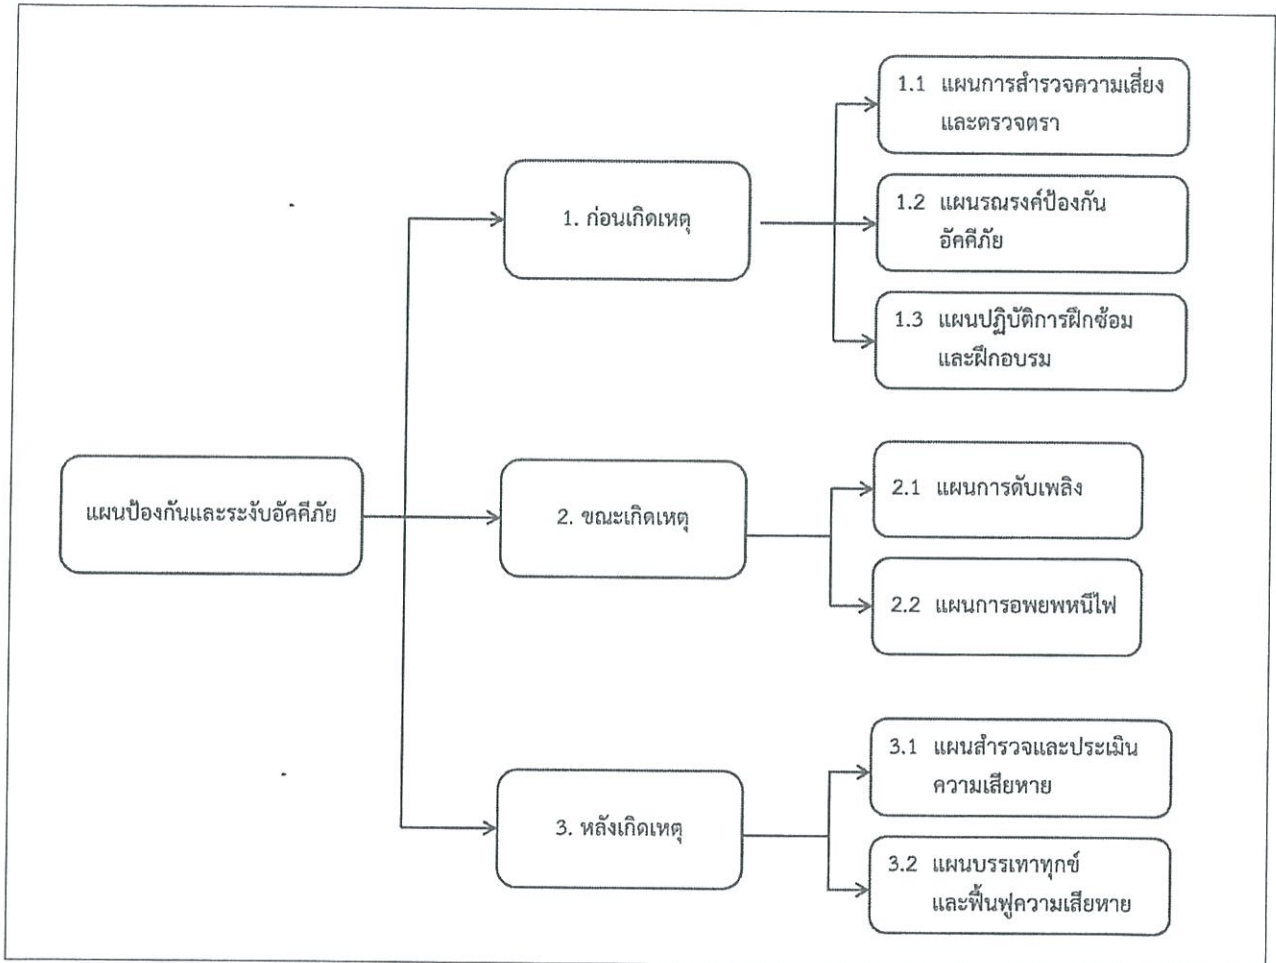 แผนป้องกันและระงับอัคคีภัย
1. ก่อนเกิดเหตุ
1.1 แผนการสำรวจความเสี่ยง
และตรวจตรา
1.2 แผนรณรงค์ป้องกัน
อัคคีภัย
1.3 แผนปฏิบัติการฝึกซ้อม
และฝึกอบรม
2. ขณะเกิดเหตุ
2.1 แผนการดับเพลิง
2.2 แผนการอพยพหนีไฟ
3. หลังเกิดเหตุ
3.1 แผนสำรวจและประเมิน
ความเสียหาย
3.2 แผนบรรเทาทุกข์
และฟื้นฟูความเสียหาย